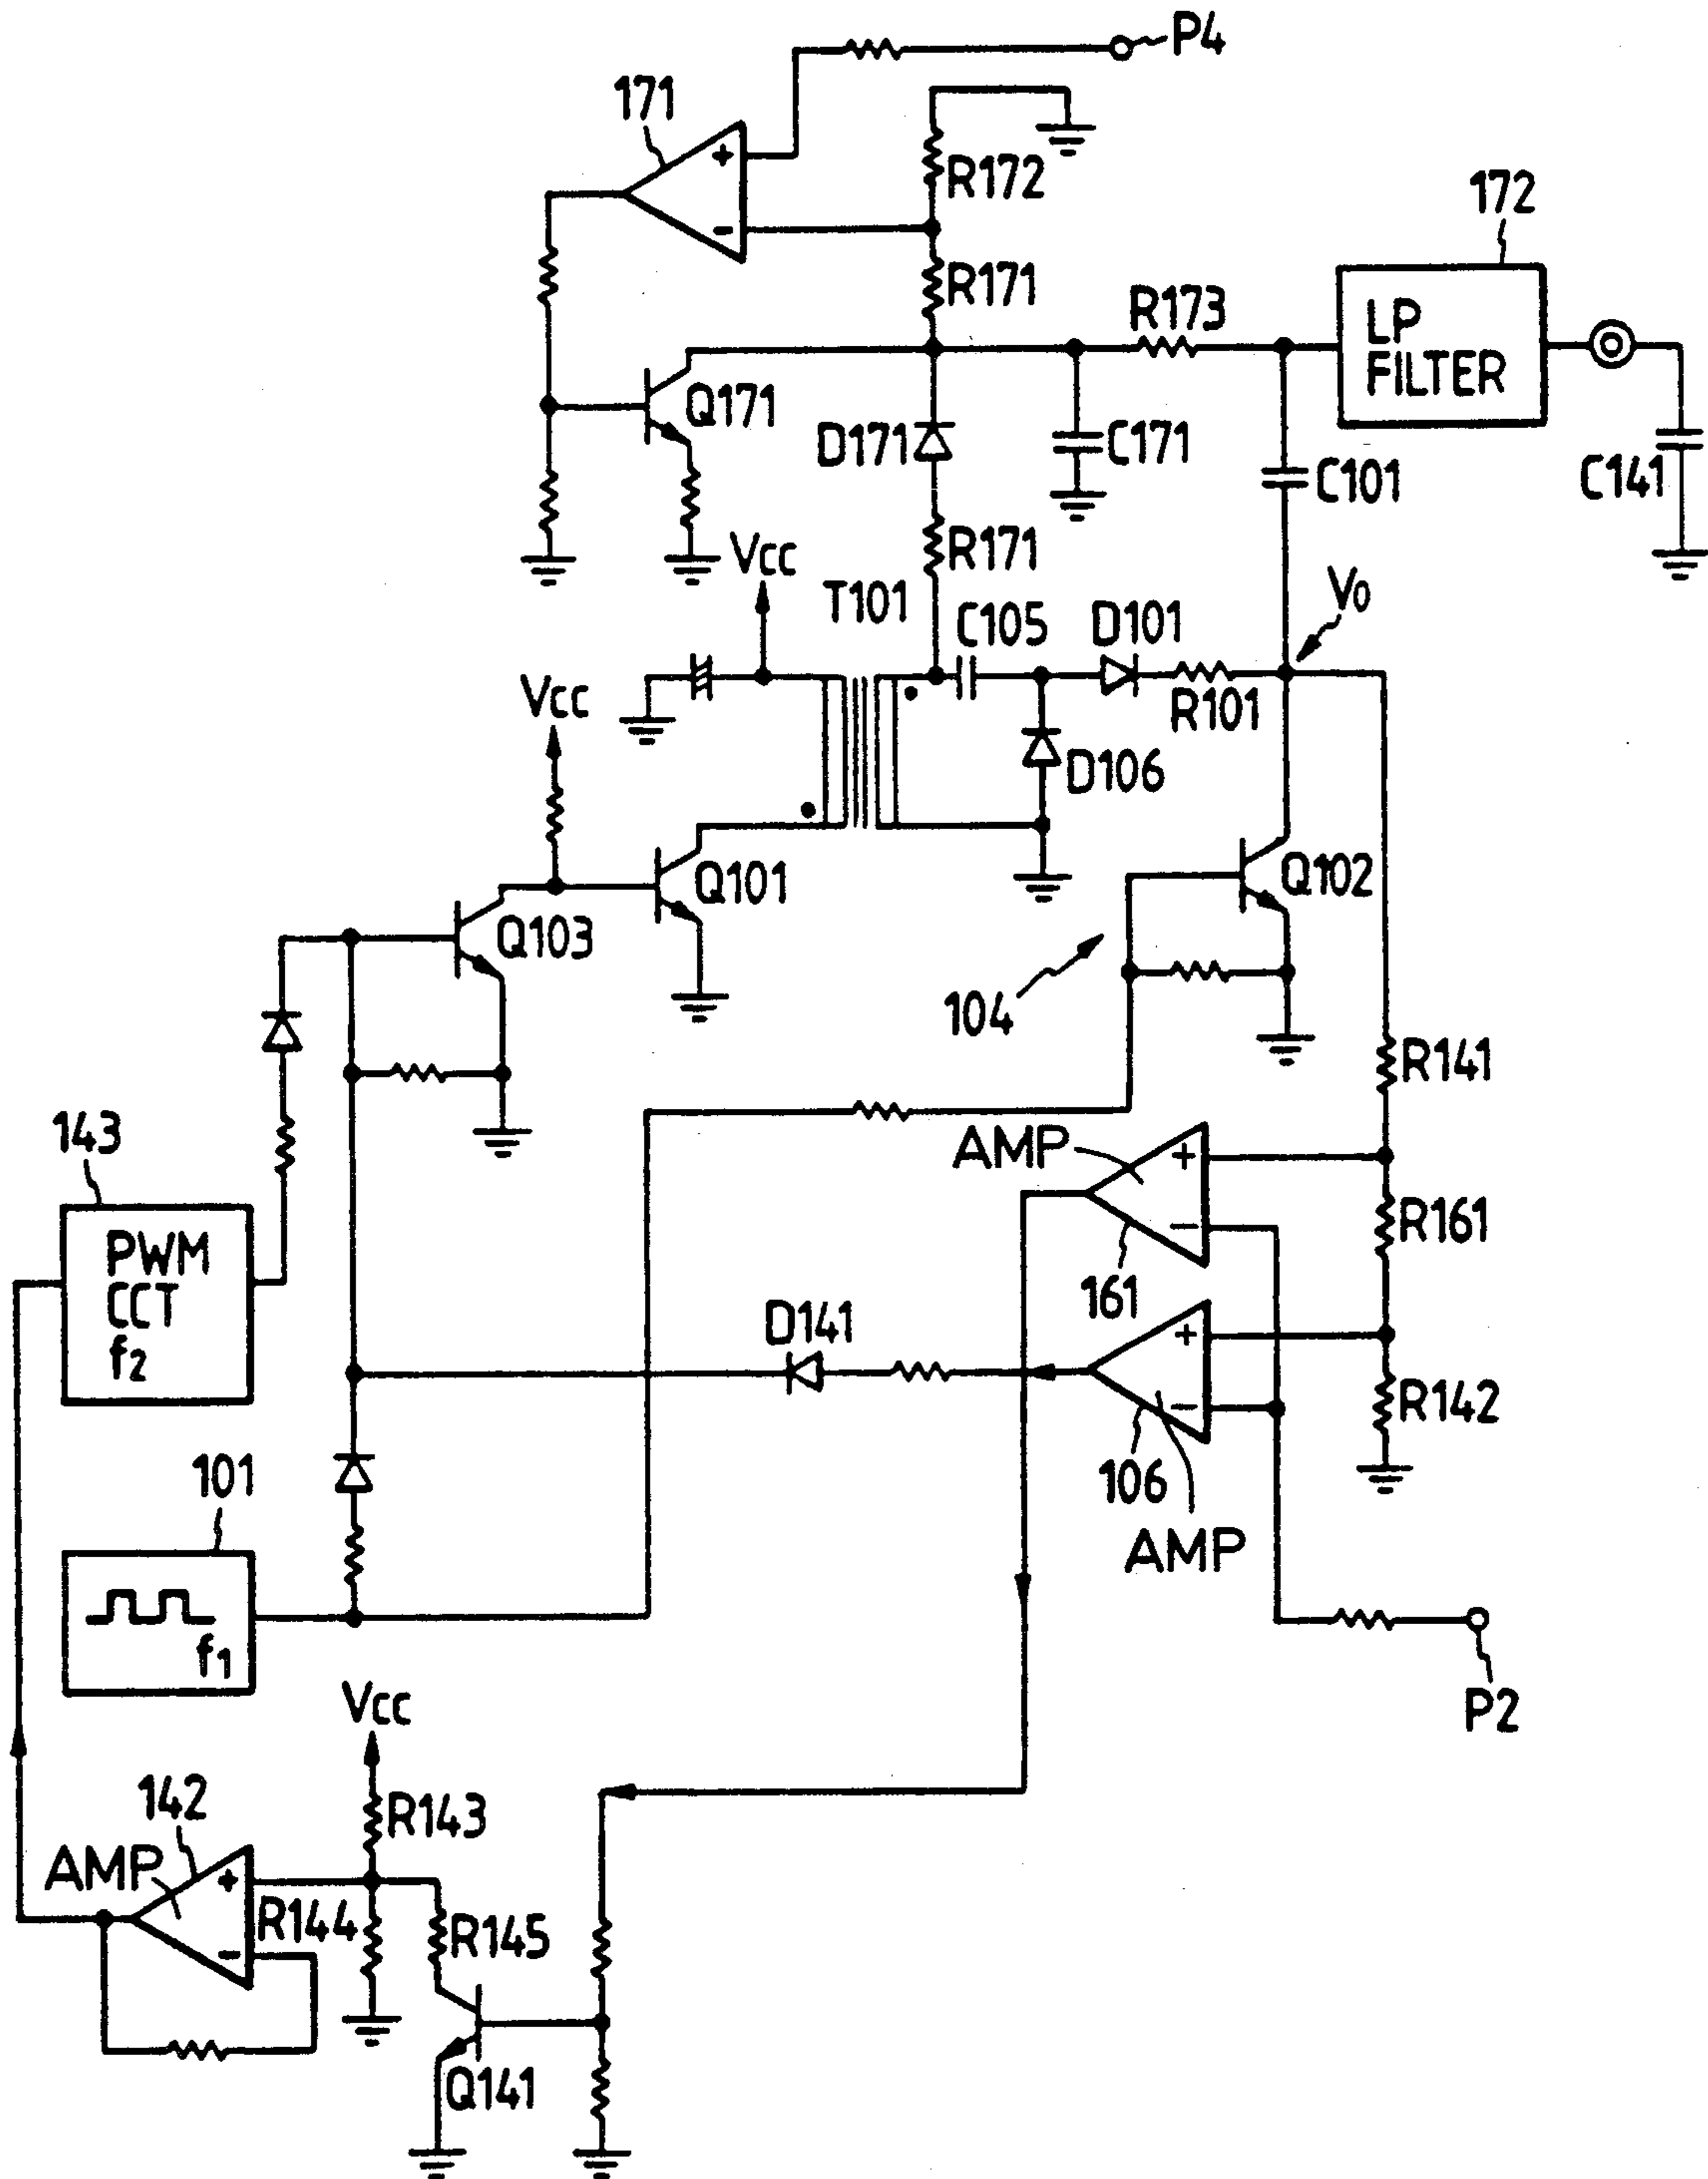 P4
171
+
R172
172
-
R171
R173
LP
FILTER
Q171
D171
C171
C101
C141
Vcc
R171
T101
C105
D101
V0
Vcc
R101
D106
Q101
Q102
Q103
104
R141
143
AMP
+
PWM
CCT
f2
-
R161
161
D141
+
-
R142
101
106
AMP
f1
P2
Vcc
142
R143
AMP
+
R144
R145
-
Q141